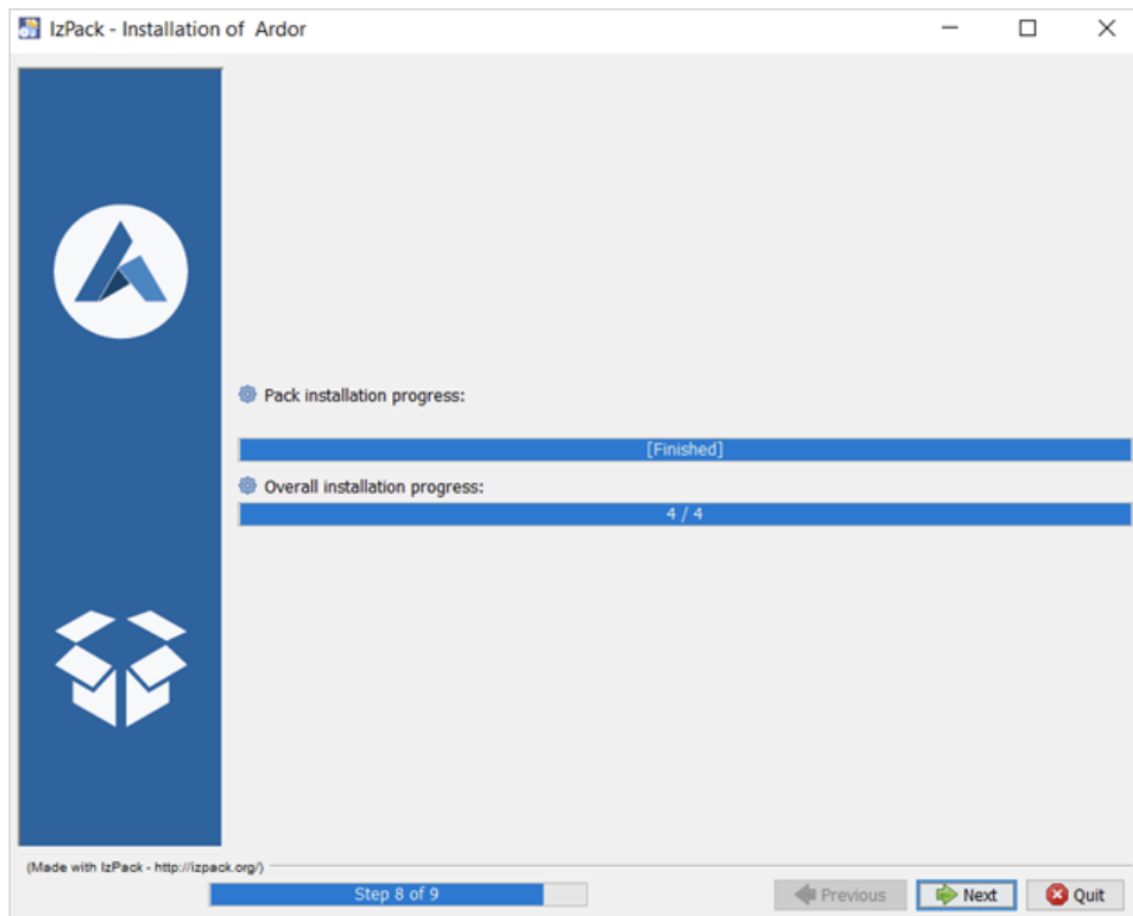 IzPack - Installation of  Ardor
Pack installation progress:
[Finished]
Overall installation progress:
4 / 4
(Made with IzPack - http://izpack.org/)
Step 8 of 9
Previous
Next
Quit